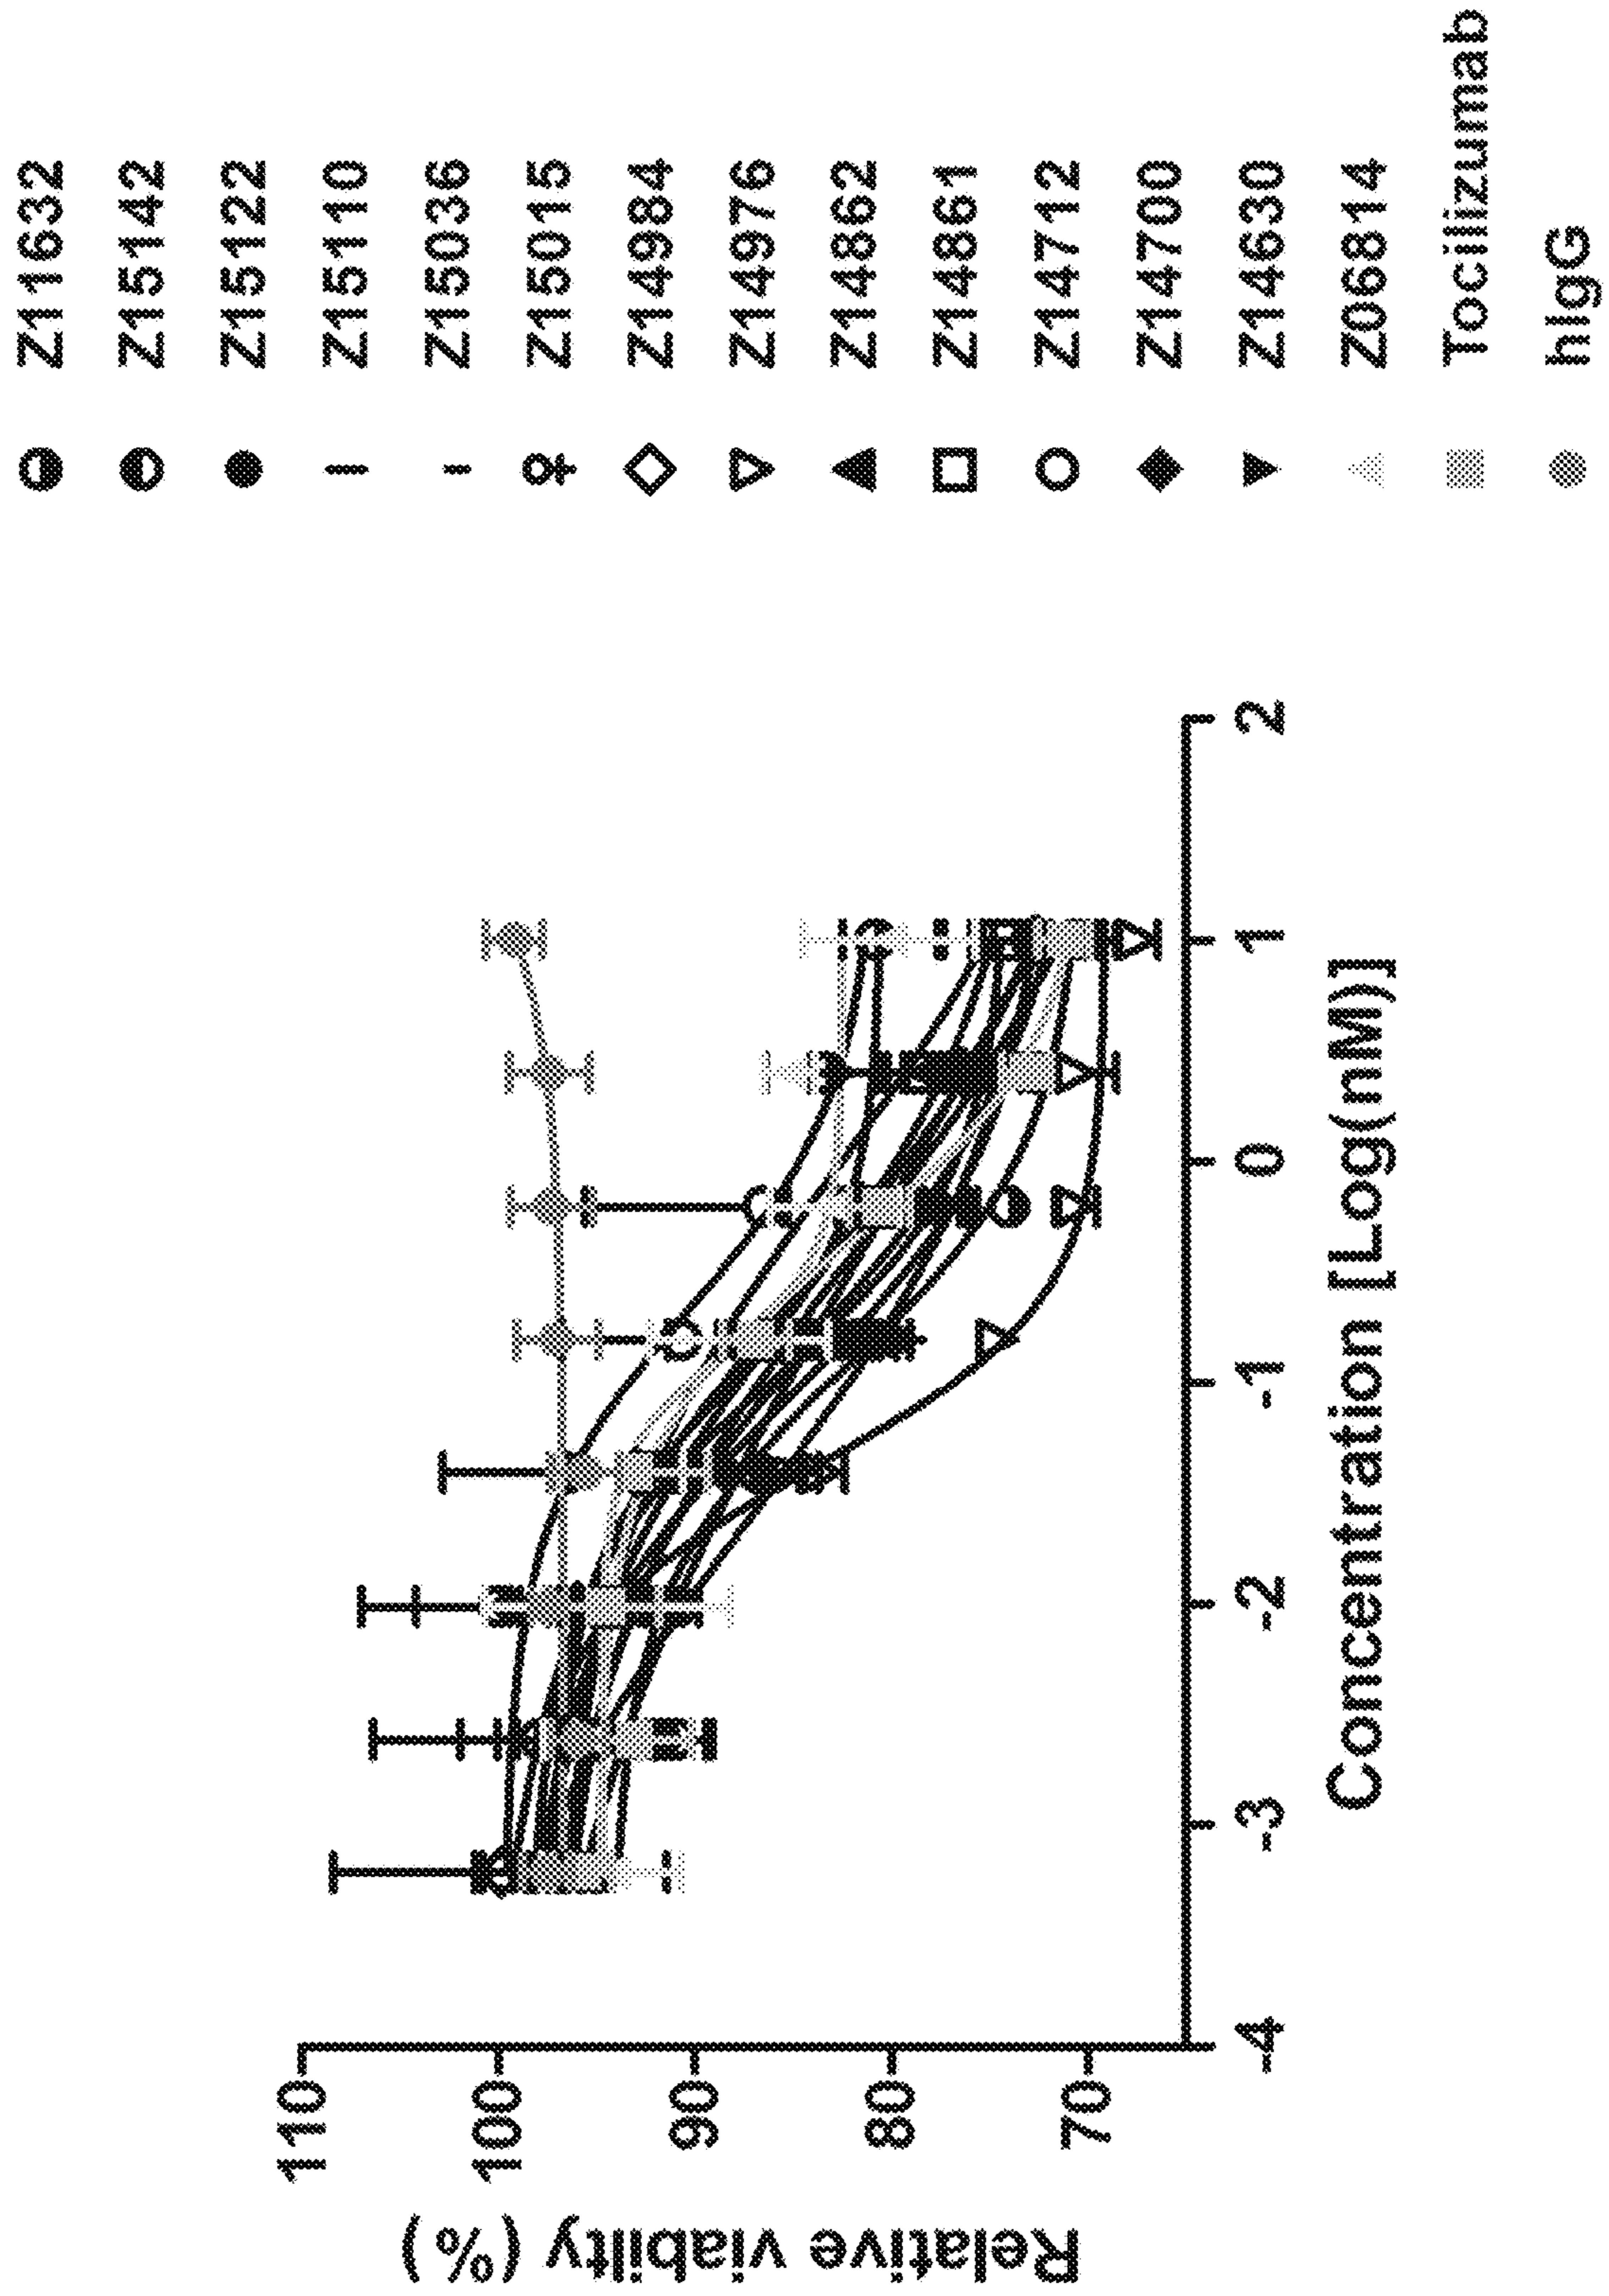 Relative viability (%)
110
100
90
80
70
-4
-3
-2
-1
0
1
2
Concentration [Log(nM)]
Z11632
Z15142
Z15122
Z15110
Z15036
Z15015
Z14984
Z14976
Z14862
Z14861
Z14712
Z14700
Z14630
Z06814
Tocilizumab
hIgG